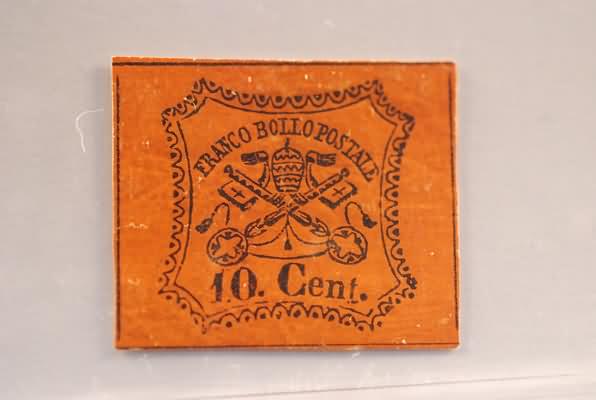 FRANCO BOLLO POSTALE
10. Cent.